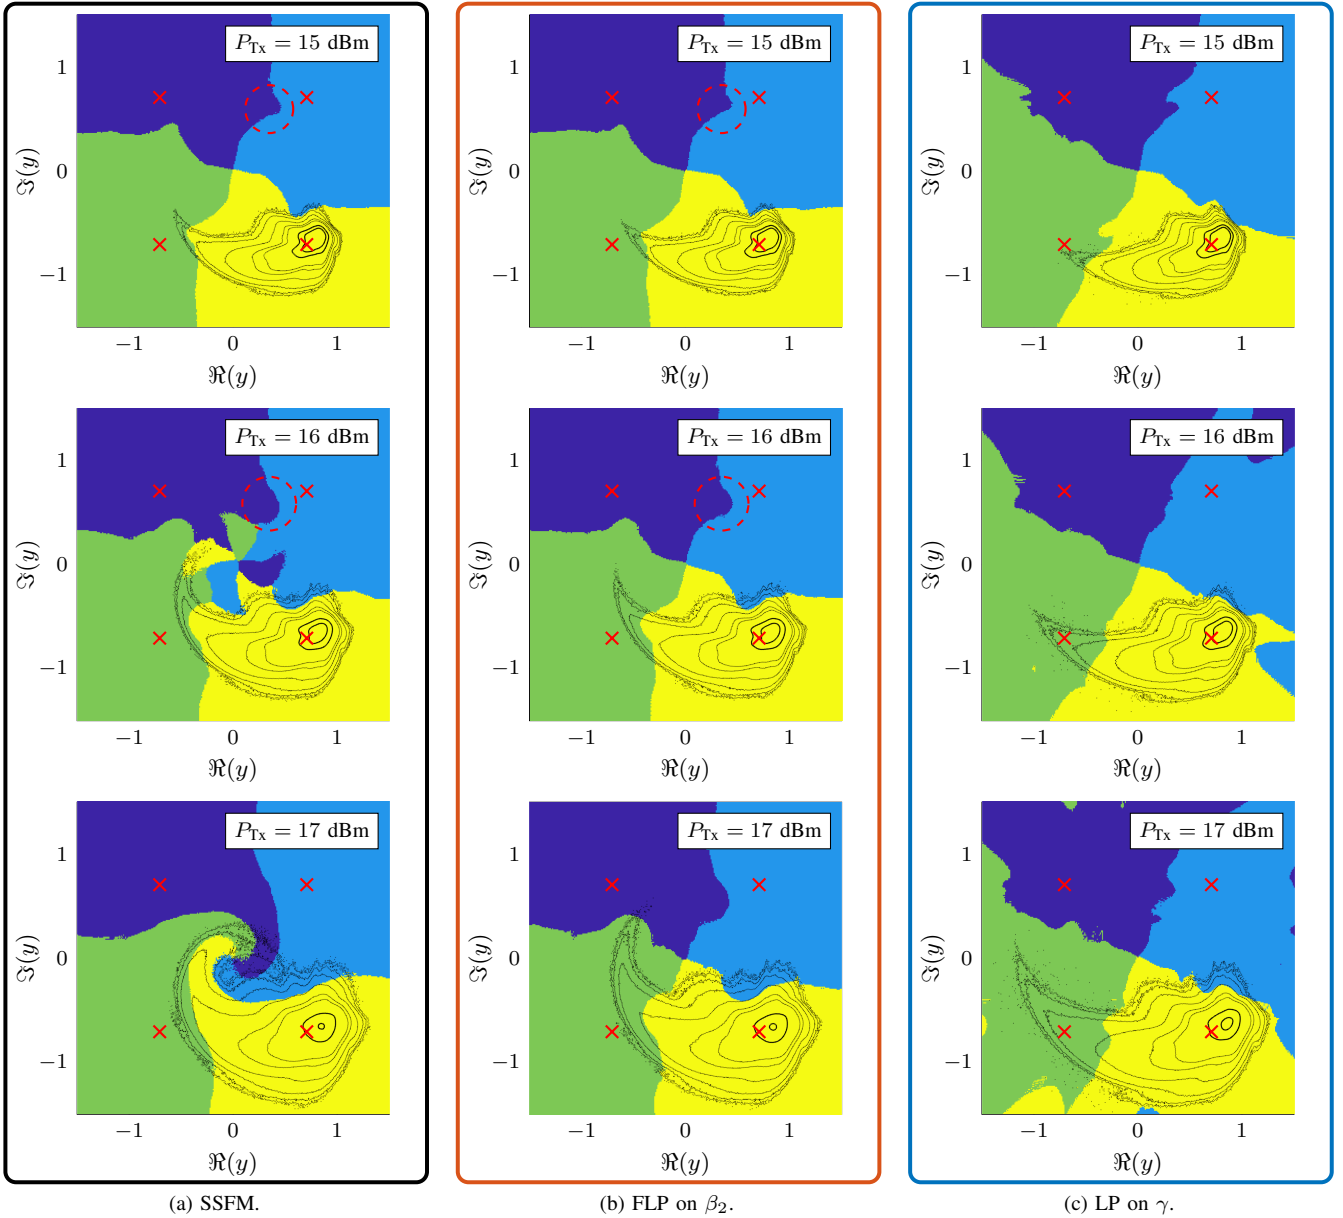 P_Tx = 15 dBm
P_Tx = 15 dBm
P_Tx = 15 dBm
1
0
−1
ℑ(y)
−1 0 1
ℜ(y)
1
0
−1
ℑ(y)
−1 0 1
ℜ(y)
1
0
−1
ℑ(y)
−1 0 1
ℜ(y)
P_Tx = 16 dBm
P_Tx = 16 dBm
P_Tx = 16 dBm
1
0
−1
ℑ(y)
−1 0 1
ℜ(y)
1
0
−1
ℑ(y)
−1 0 1
ℜ(y)
1
0
−1
ℑ(y)
−1 0 1
ℜ(y)
P_Tx = 17 dBm
P_Tx = 17 dBm
P_Tx = 17 dBm
1
0
−1
ℑ(y)
−1 0 1
ℜ(y)
1
0
−1
ℑ(y)
−1 0 1
ℜ(y)
1
0
−1
ℑ(y)
−1 0 1
ℜ(y)
(a) SSFM.
(b) FLP on β₂.
(c) LP on γ.